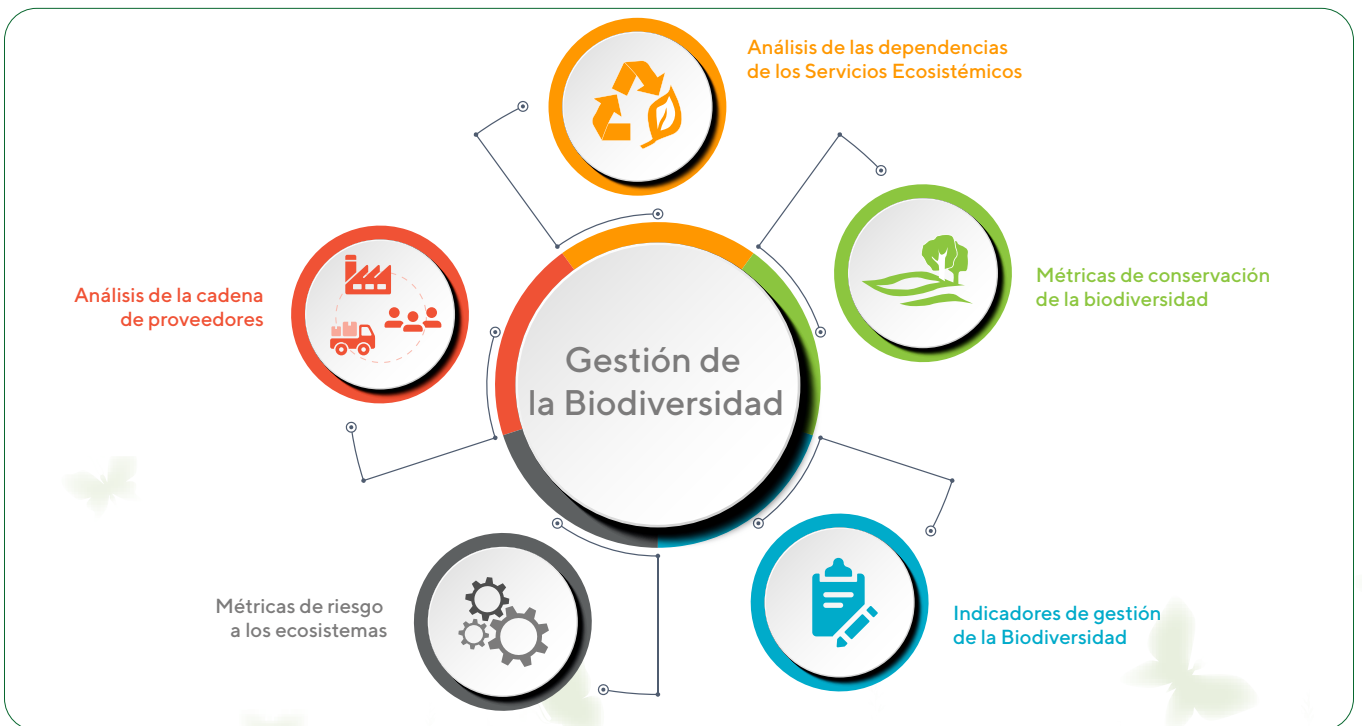 Análisis de las dependencias
de los Servicios Ecosistémicos
Métricas de conservación
de la biodiversidad
Análisis de la cadena
de proveedores
Gestión de
la Biodiversidad
Métricas de riesgo
a los ecosistemas
Indicadores de gestión
de la Biodiversidad